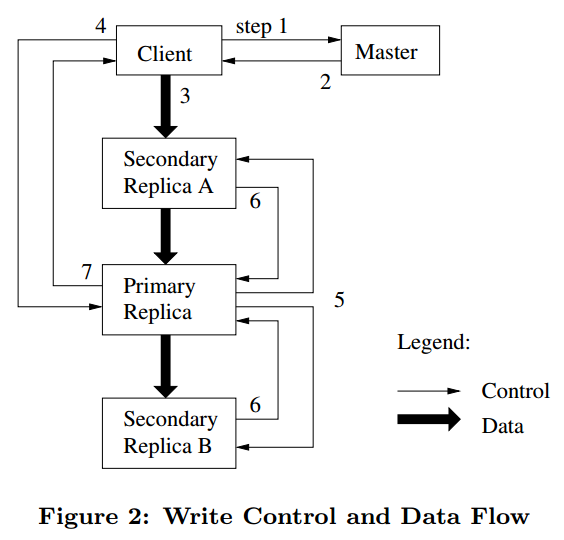 4
step 1
Client
Master
2
3
Secondary
Replica A
6
7
Primary
Replica
5
Legend:
Control
Data
6
Secondary
Replica B
Figure 2: Write Control and Data Flow